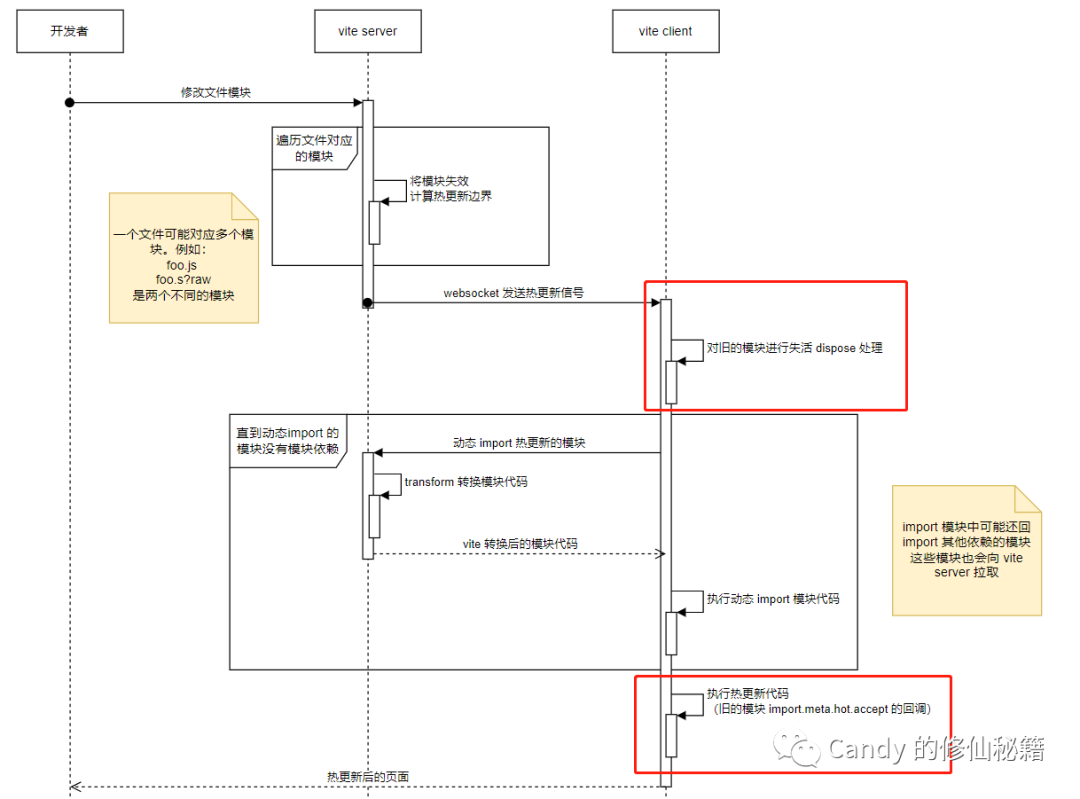 开发者
vite server
vite client
修改文件模块
遍历文件对应
的模块
将模块失效
计算热更新边界
一个文件可能对应多个模
块。例如：
foo.js
foo.s?raw
是两个不同的模块
websocket 发送热更新信号
对旧的模块进行失活 dispose 处理
直到动态import 的
模块没有模块依赖
动态 import 热更新的模块
transform 转换模块代码
vite 转换后的模块代码
import 模块中可能还回
import 其他依赖的模块
这些模块也会向 vite
server 拉取
执行动态 import 模块代码
执行热更新代码
（旧的模块 import.meta.hot.accept 的回调）
Candy 的修仙秘籍
热更新后的页面